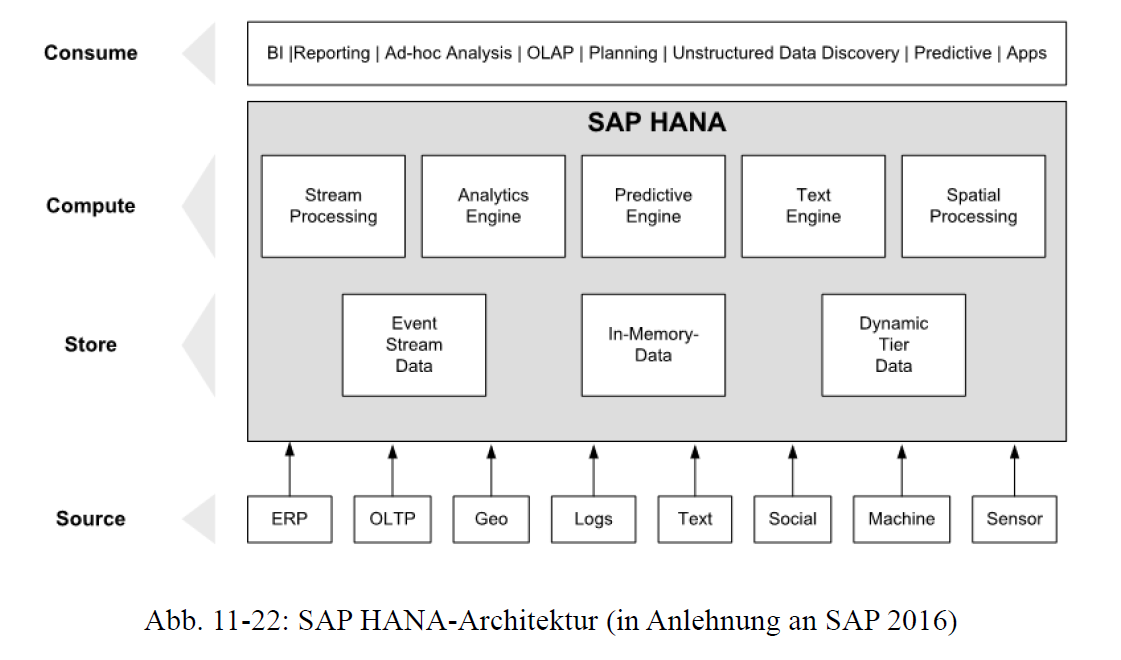 Consume
BI |Reporting | Ad-hoc Analysis | OLAP | Planning | Unstructured Data Discovery | Predictive | Apps
SAP HANA
Compute
Stream
Processing
Analytics
Engine
Predictive
Engine
Text
Engine
Spatial
Processing
Store
Event
Stream
Data
In-Memory-
Data
Dynamic
Tier
Data
Source
ERP
OLTP
Geo
Logs
Text
Social
Machine
Sensor
Abb. 11-22: SAP HANA-Architektur (in Anlehnung an SAP 2016)